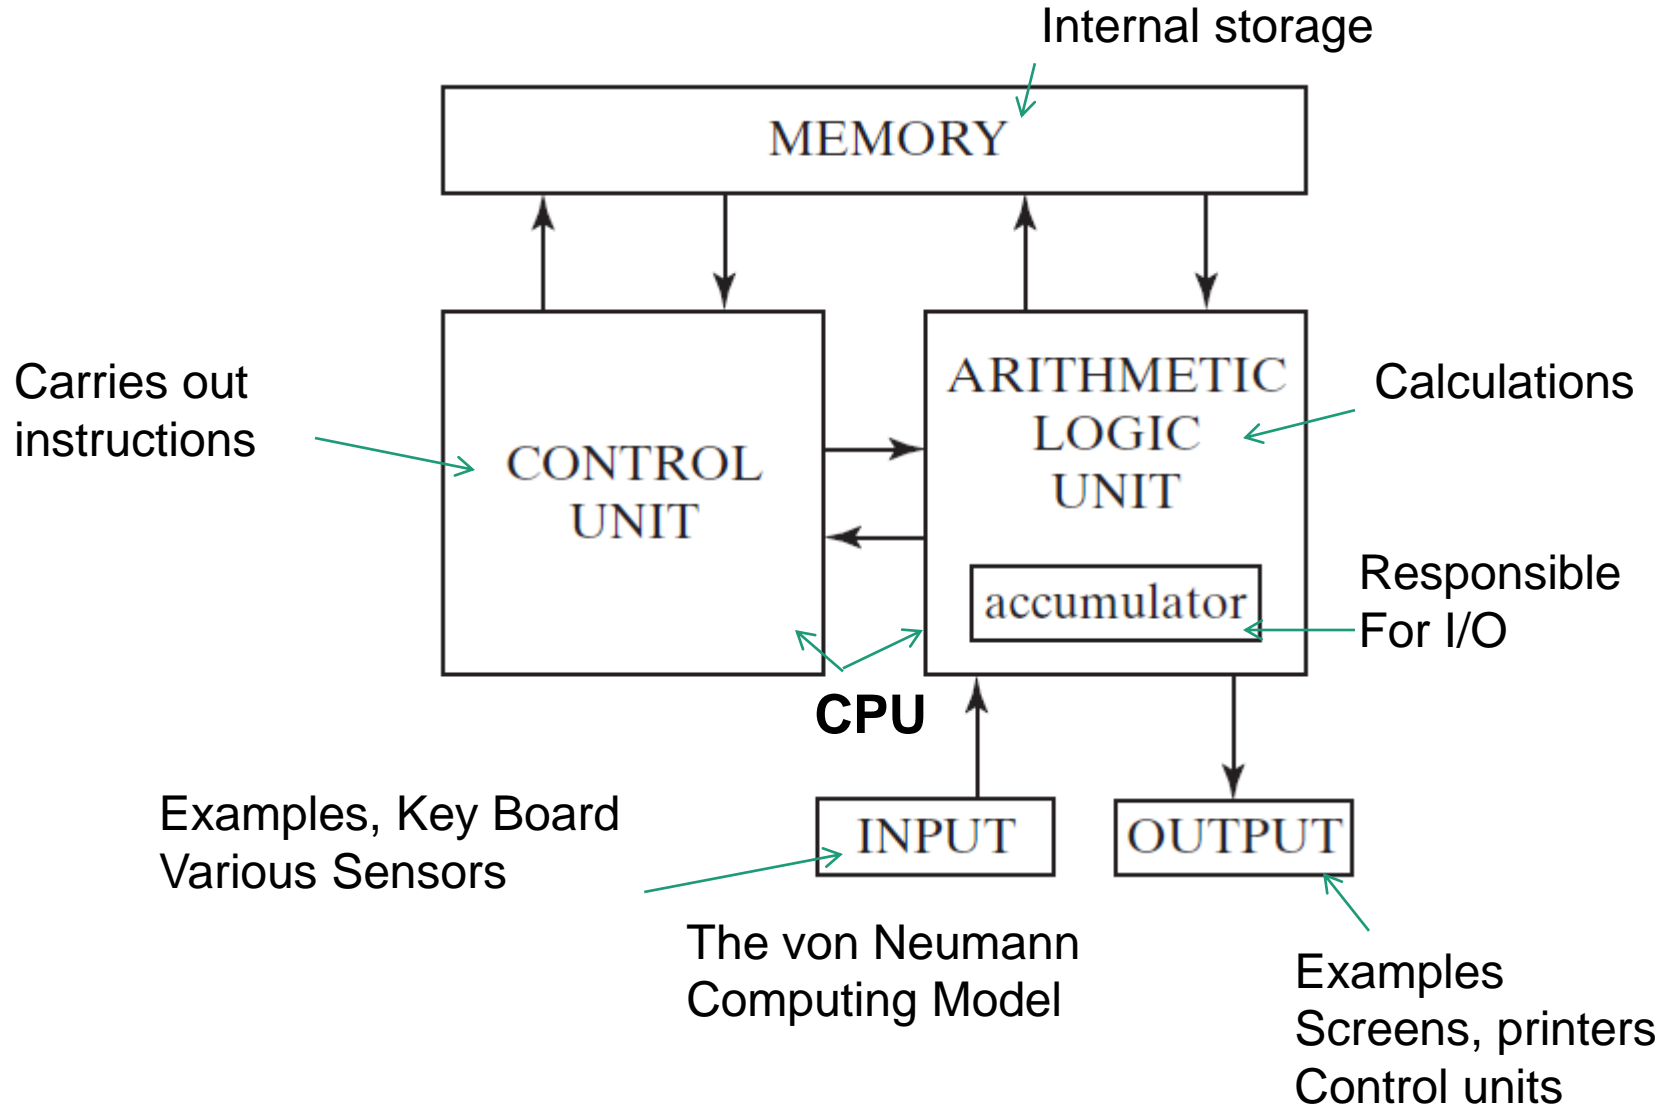 Internal storage
MEMORY
Carries out
instructions
CONTROL
UNIT
ARITHMETIC
LOGIC
UNIT
Calculations
accumulator
Responsible
For I/O
CPU
Examples, Key Board
Various Sensors
INPUT
OUTPUT
The von Neumann
Computing Model
Examples
Screens, printers
Control units